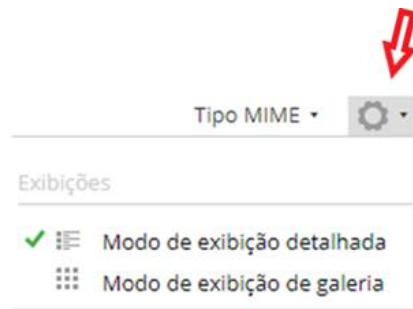 Tipo MIME
Exibições
Modo de exibição detalhada
Modo de exibição de galeria